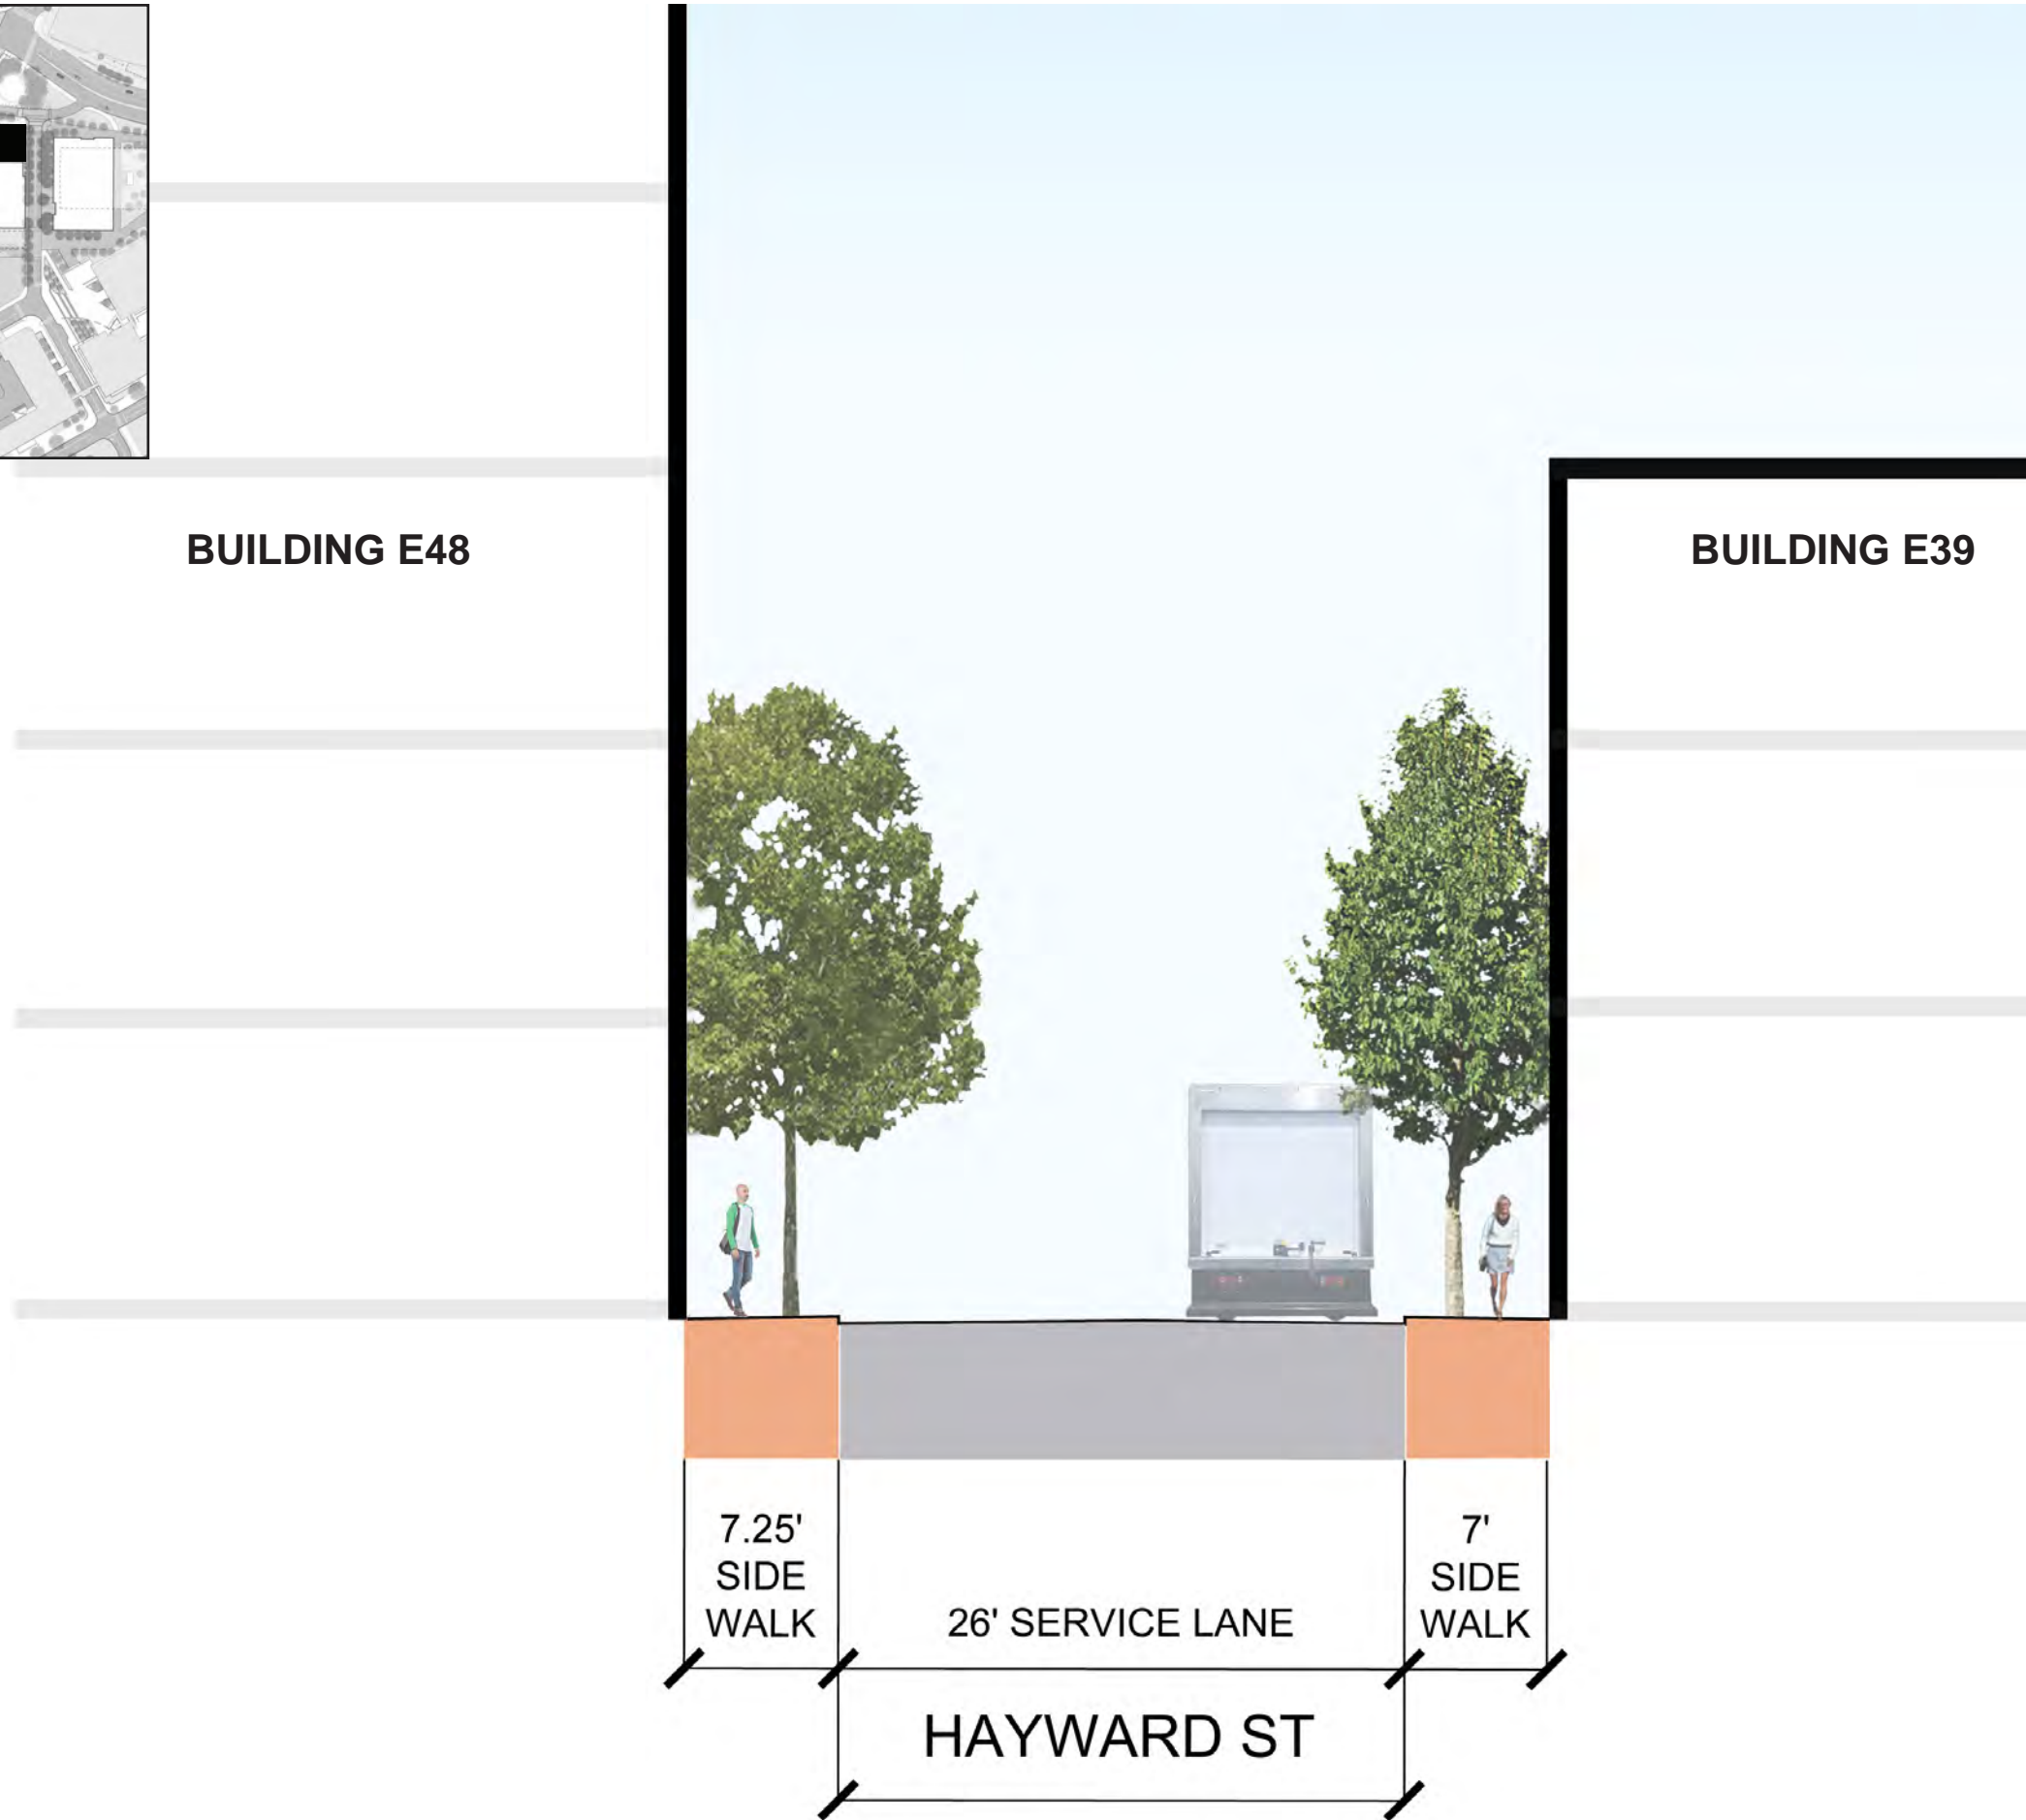 BUILDING E48
BUILDING E39
7.25'
SIDE
WALK
26' SERVICE LANE
7'
SIDE
WALK
HAYWARD ST